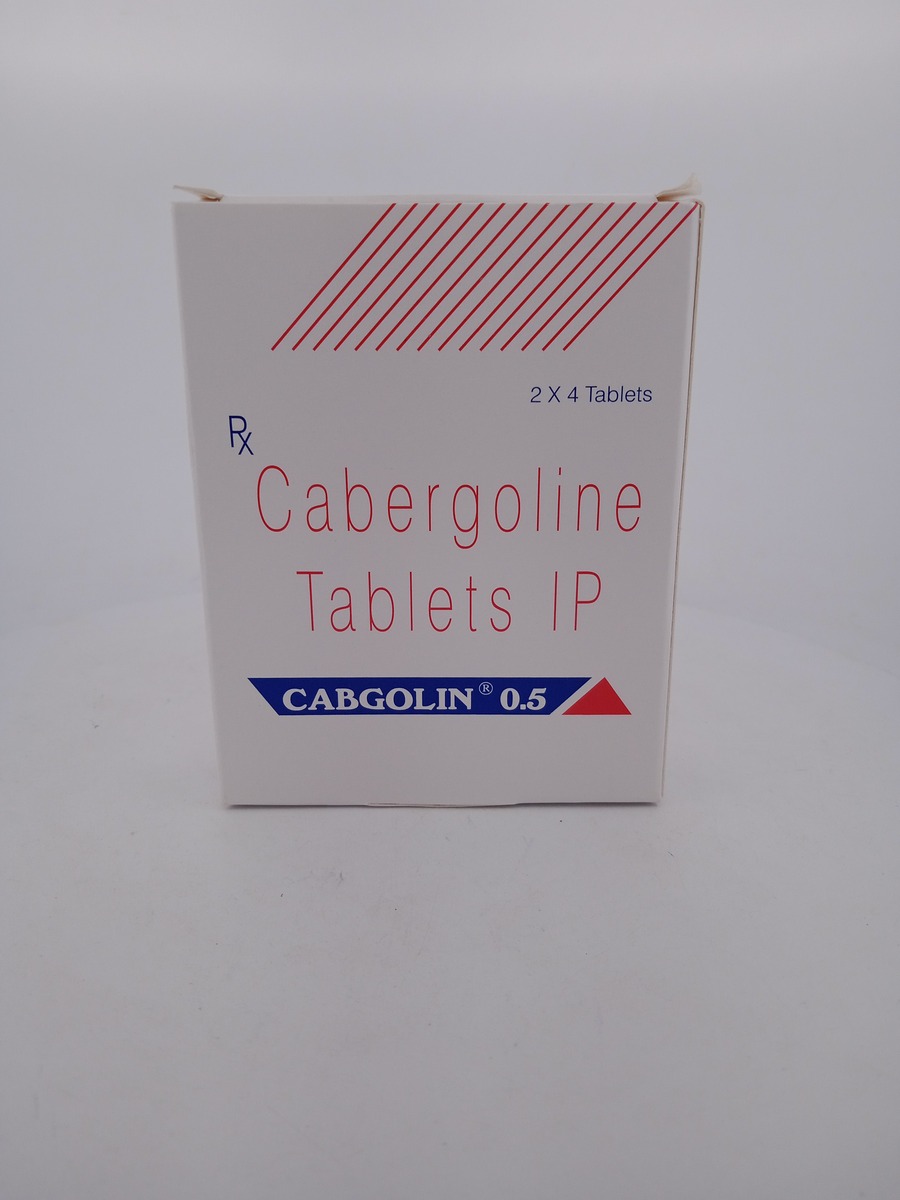 2 X 4 Tablets
Rx
Cabergoline
Tablets IP
CABGOLIN® 0.5